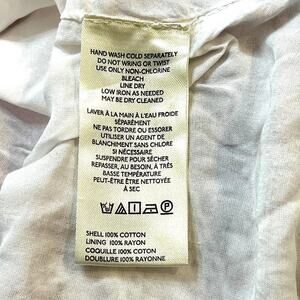 HAND WASH COLD SEPARATELY
DO NOT WRING OR TWIST
USE ONLY NON-CHLORINE
BLEACH
LINE DRY
LOW IRON AS NEEDED
MAY BE DRY CLEANED
LAVER À LA MAIN À L'EAU FROIDE
SÉPARÉMENT
NE PAS TORDRE OU ESSORER
UTILISER UN AGENT DE
BLANCHIMENT SANS CHLORE
SI NÉCESSAIRE
SUSPENDRE POUR SÉCHER
REPASSER, AU BESOIN, À TRÈS
BASSE TEMPÉRATURE
PEUT-ÊTRE ÊTRE NETTOYÉE
À SEC
SHELL 100% COTTON
LINING 100% RAYON
COQUILLE 100% COTON
DOUBLURE 100% RAYONNE